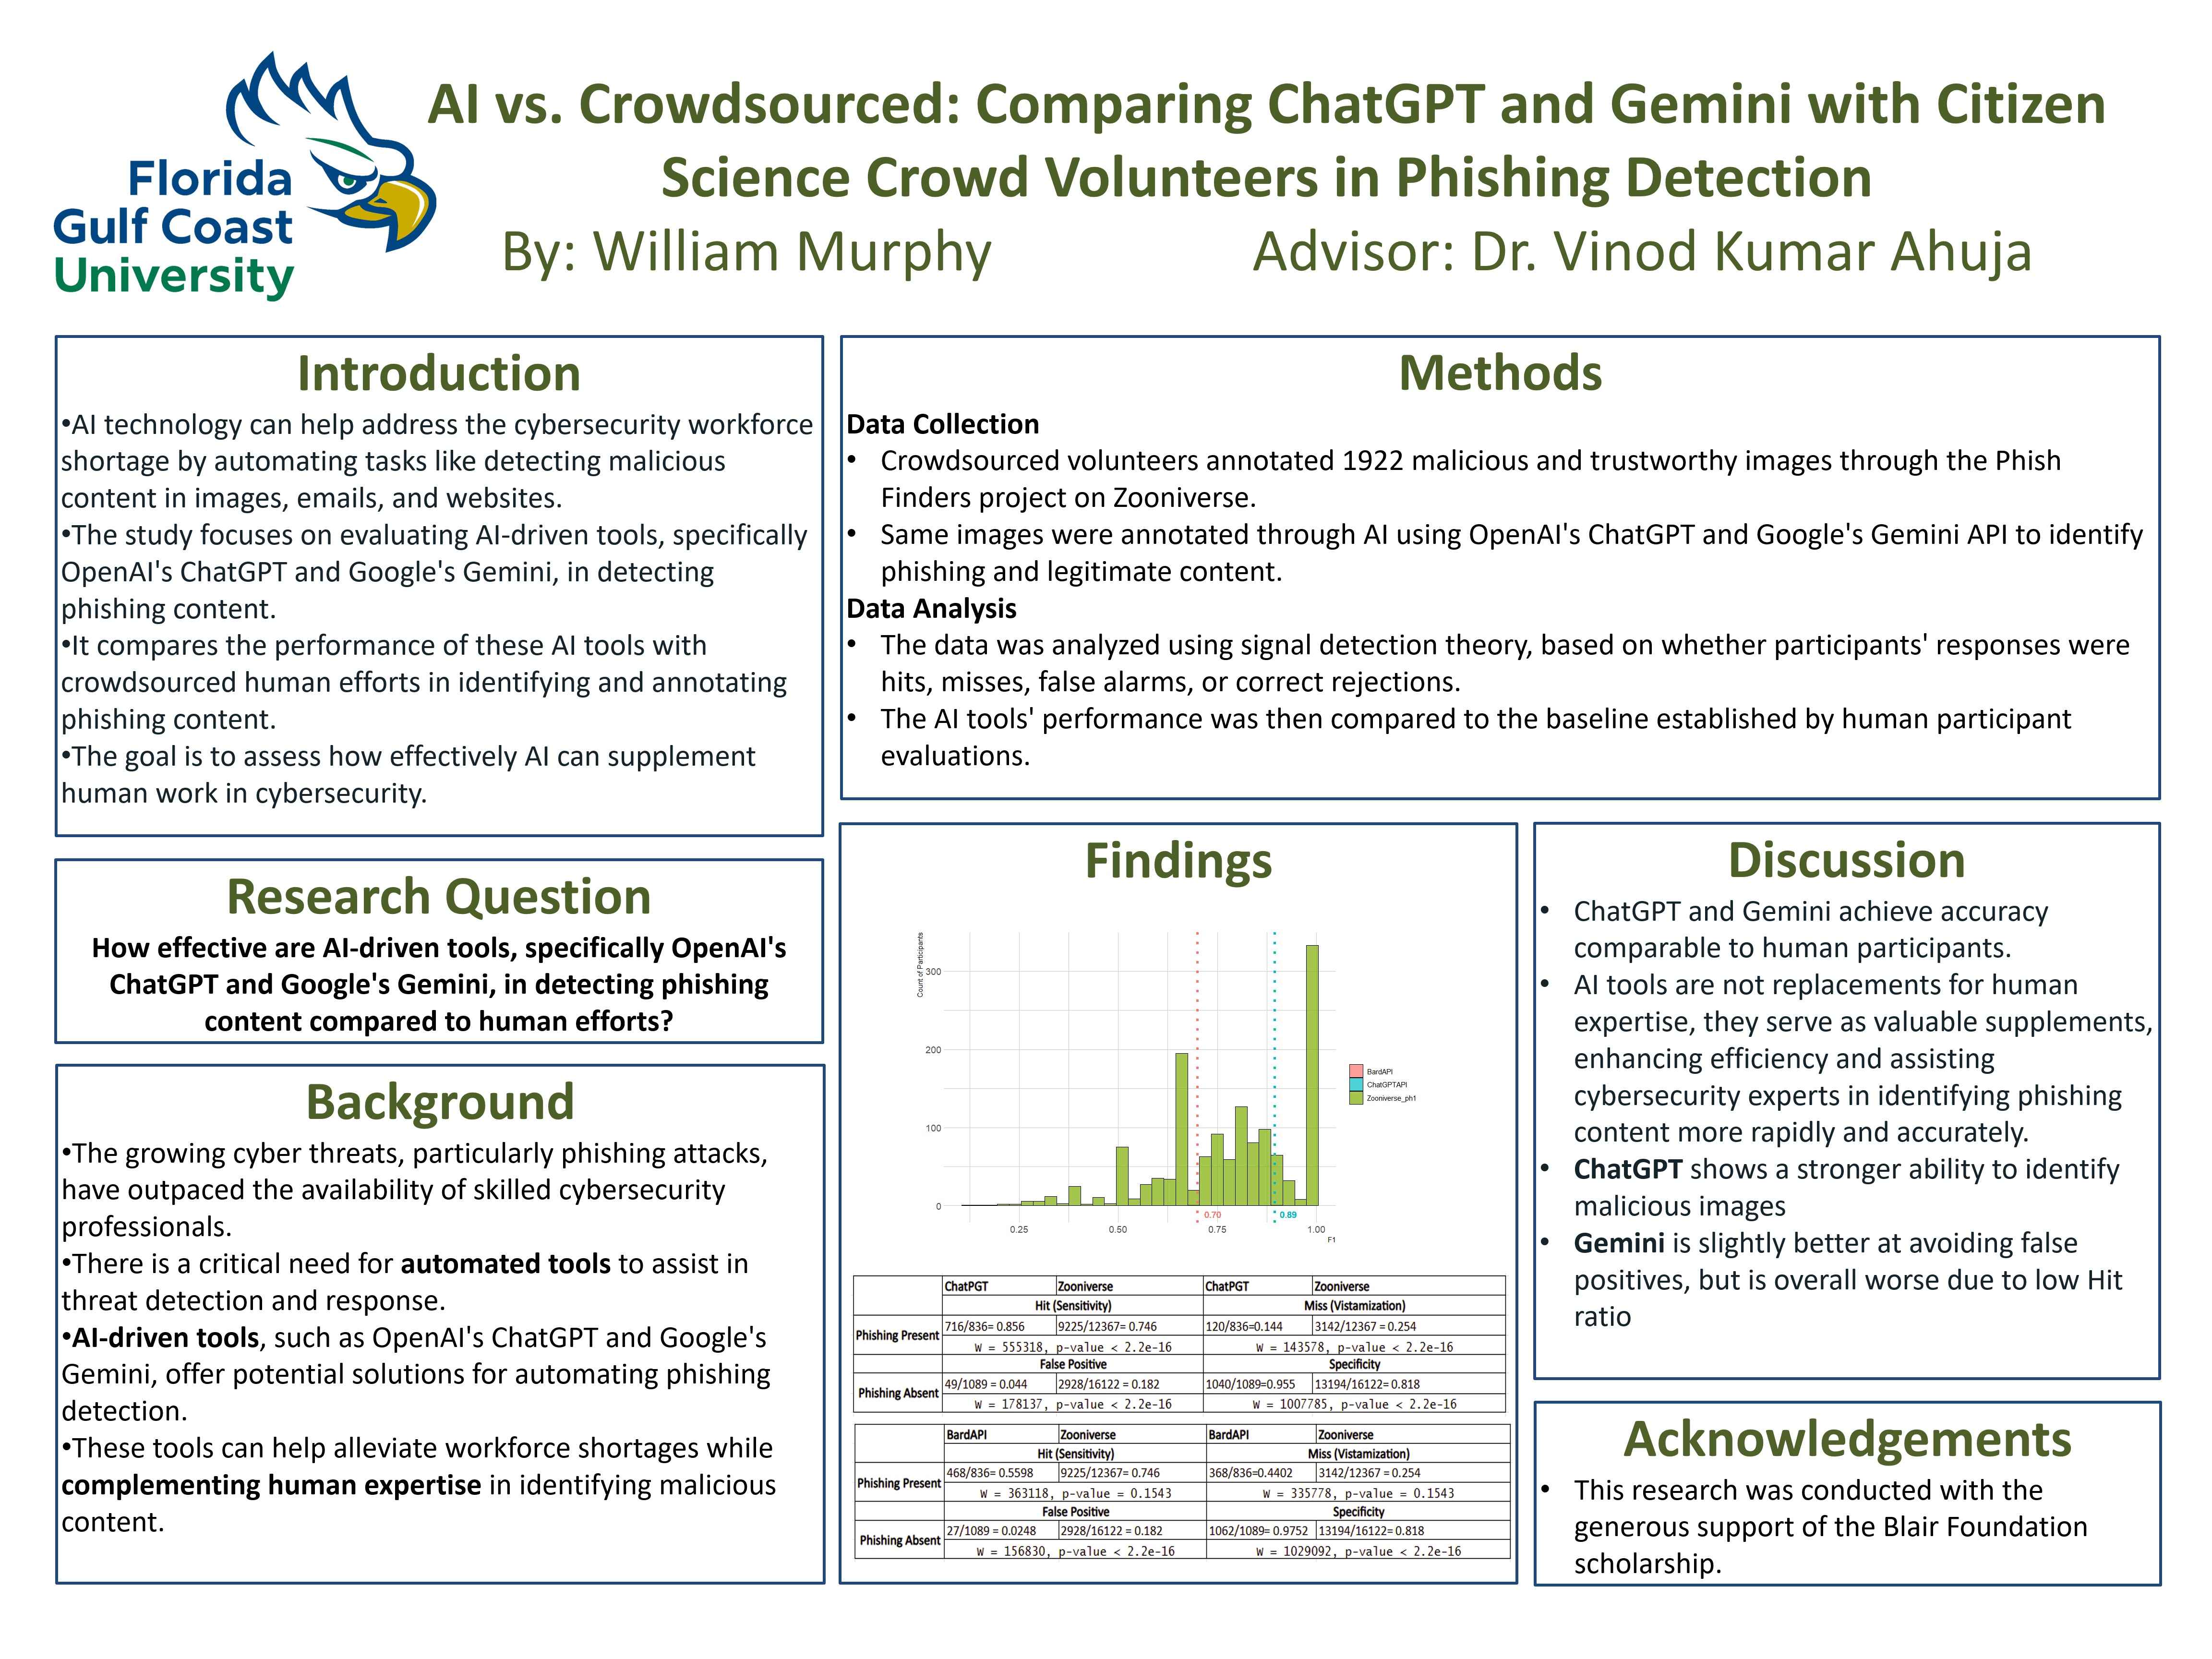 Florida
Gulf Coast
University
AI vs. Crowdsourced: Comparing ChatGPT and Gemini with Citizen
Science Crowd Volunteers in Phishing Detection
By: William Murphy Advisor: Dr. Vinod Kumar Ahuja
Introduction
•AI technology can help address the cybersecurity workforce
shortage by automating tasks like detecting malicious
content in images, emails, and websites.
•The study focuses on evaluating AI-driven tools, specifically
OpenAI's ChatGPT and Google's Gemini, in detecting
phishing content.
•It compares the performance of these AI tools with
crowdsourced human efforts in identifying and annotating
phishing content.
•The goal is to assess how effectively AI can supplement
human work in cybersecurity.
Research Question
How effective are AI-driven tools, specifically OpenAI's
ChatGPT and Google's Gemini, in detecting phishing
content compared to human efforts?
Background
•The growing cyber threats, particularly phishing attacks,
have outpaced the availability of skilled cybersecurity
professionals.
•There is a critical need for automated tools to assist in
threat detection and response.
•AI-driven tools, such as OpenAI's ChatGPT and Google's
Gemini, offer potential solutions for automating phishing
detection.
•These tools can help alleviate workforce shortages while
complementing human expertise in identifying malicious
content.
Methods
Data Collection
• Crowdsourced volunteers annotated 1922 malicious and trustworthy images through the Phish
Finders project on Zooniverse.
• Same images were annotated through AI using OpenAI's ChatGPT and Google's Gemini API to identify
phishing and legitimate content.
Data Analysis
• The data was analyzed using signal detection theory, based on whether participants' responses were
hits, misses, false alarms, or correct rejections.
• The AI tools' performance was then compared to the baseline established by human participant
evaluations.
Findings
Count of Participants
300
200
100
0
0.70 0.89
0.25 0.50 0.75 1.00
F1
BardAPI
ChatGPTAPI
Zooniverse_ph1
ChatPGT Zooniverse ChatPGT Zooniverse
Hit (Sensitivity) Miss (Vistamization)
Phishing Present 716/836= 0.856 9225/12367= 0.746 120/836=0.144 3142/12367 = 0.254
W = 555318, p-value < 2.2e-16 W = 143578, p-value < 2.2e-16
False Positive Specificity
Phishing Absent 49/1089 = 0.044 2928/16122 = 0.182 1040/1089=0.955 13194/16122= 0.818
W = 178137, p-value < 2.2e-16 W = 1007785, p-value < 2.2e-16
BardAPI Zooniverse BardAPI Zooniverse
Hit (Sensitivity) Miss (Vistamization)
Phishing Present 468/836= 0.5598 9225/12367= 0.746 368/836=0.4402 3142/12367 = 0.254
W = 363118, p-value = 0.1543 W = 335778, p-value = 0.1543
False Positive Specificity
Phishing Absent 27/1089 = 0.0248 2928/16122 = 0.182 1062/1089= 0.9752 13194/16122= 0.818
W = 156830, p-value < 2.2e-16 W = 1029092, p-value < 2.2e-16
Discussion
• ChatGPT and Gemini achieve accuracy
comparable to human participants.
• AI tools are not replacements for human
expertise, they serve as valuable supplements,
enhancing efficiency and assisting
cybersecurity experts in identifying phishing
content more rapidly and accurately.
• ChatGPT shows a stronger ability to identify
malicious images
• Gemini is slightly better at avoiding false
positives, but is overall worse due to low Hit
ratio
Acknowledgements
• This research was conducted with the
generous support of the Blair Foundation
scholarship.